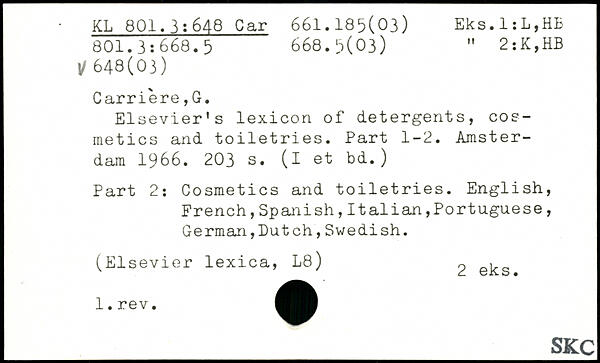 KL 801.3:648 Car 661.185(03) Eks.1:L,HB
801.3:668.5 668.5(03) " 2:K,HB
√ 648(03)
Carrière,G.
Elsevier's lexicon of detergents, cos-
metics and toiletries. Part 1-2. Amster-
dam 1966. 203 s. (I et bd.)
Part 2: Cosmetics and toiletries. English,
French,Spanish,Italian,Portuguese,
German,Dutch,Swedish.
(Elsevier lexica, L8)
2 eks.
1.rev.
SKC